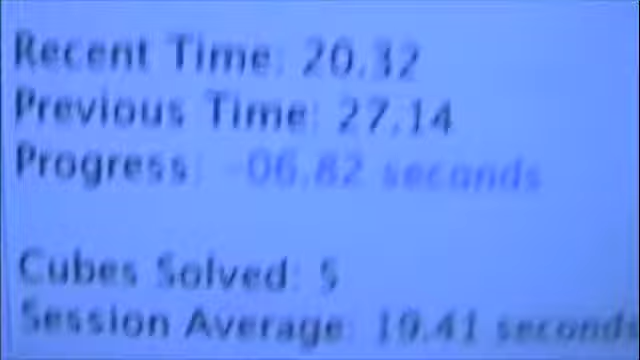 Recent Time: 20.32
Previous Time: 27.14
Progress: -06.82 seconds
Cubes Solved: 5
Session Average: 19.41 seconds